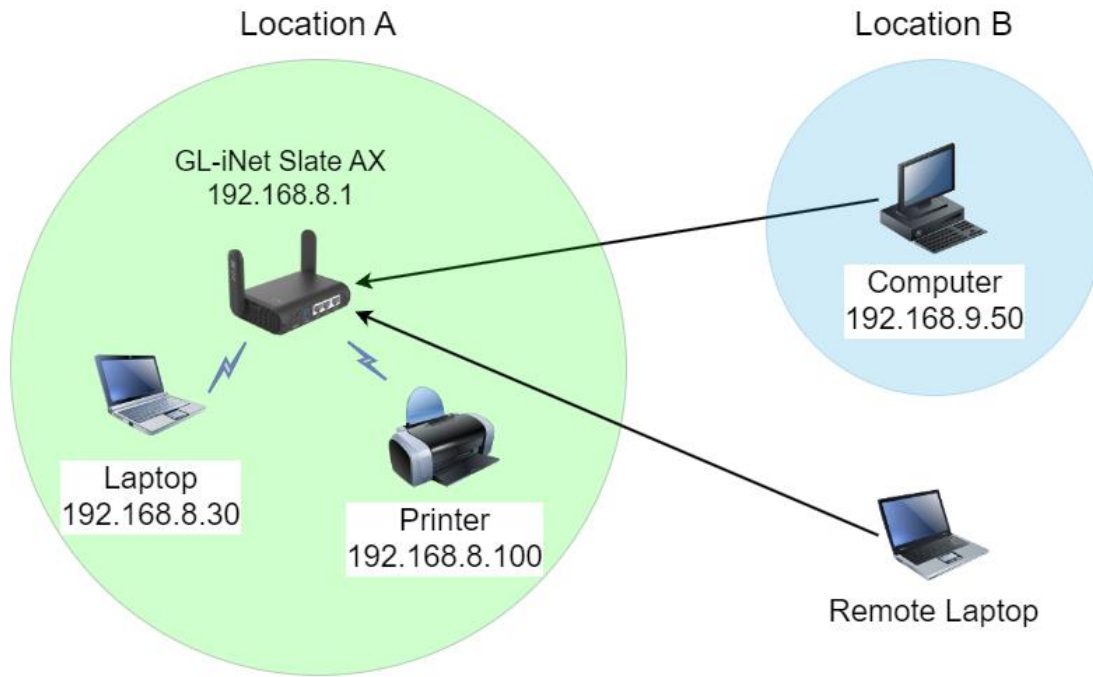 Location A
Location B
GL-iNet Slate AX
192.168.8.1
Computer
192.168.9.50
Laptop
192.168.8.30
Printer
192.168.8.100
Remote Laptop